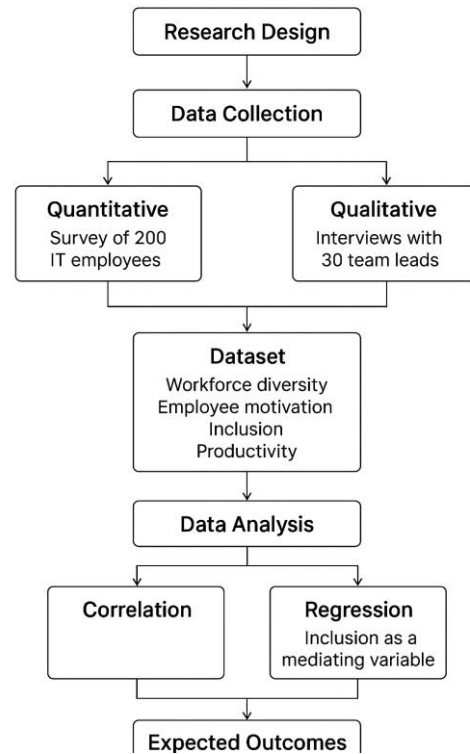 Research Design
Data Collection
Quantitative
Survey of 200
IT employees
Qualitative
Interviews with
30 team leads
Dataset
Workforce diversity
Employee motivation
Inclusion
Productivity
Data Analysis
Correlation
Regression
Inclusion as a
mediating variable
Expected Outcomes